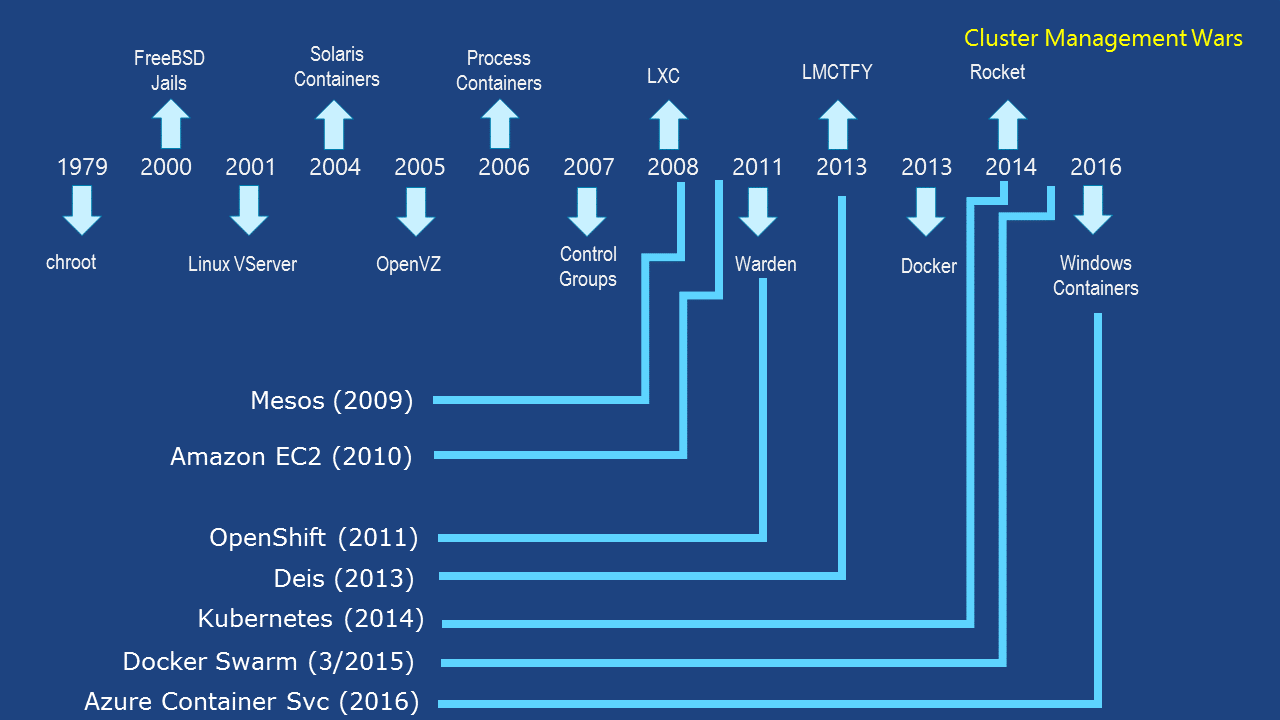 Cluster Management Wars
FreeBSD
Jails
Solaris
Containers
Process
Containers
LXC
LMCTFY
Rocket
1979 2000 2001 2004 2005 2006 2007 2008 2011 2013 2013 2014 2016
chroot
Linux VServer
OpenVZ
Control
Groups
Warden
Docker
Windows
Containers
Mesos (2009)
Amazon EC2 (2010)
OpenShift (2011)
Deis (2013)
Kubernetes (2014)
Docker Swarm (3/2015)
Azure Container Svc (2016)